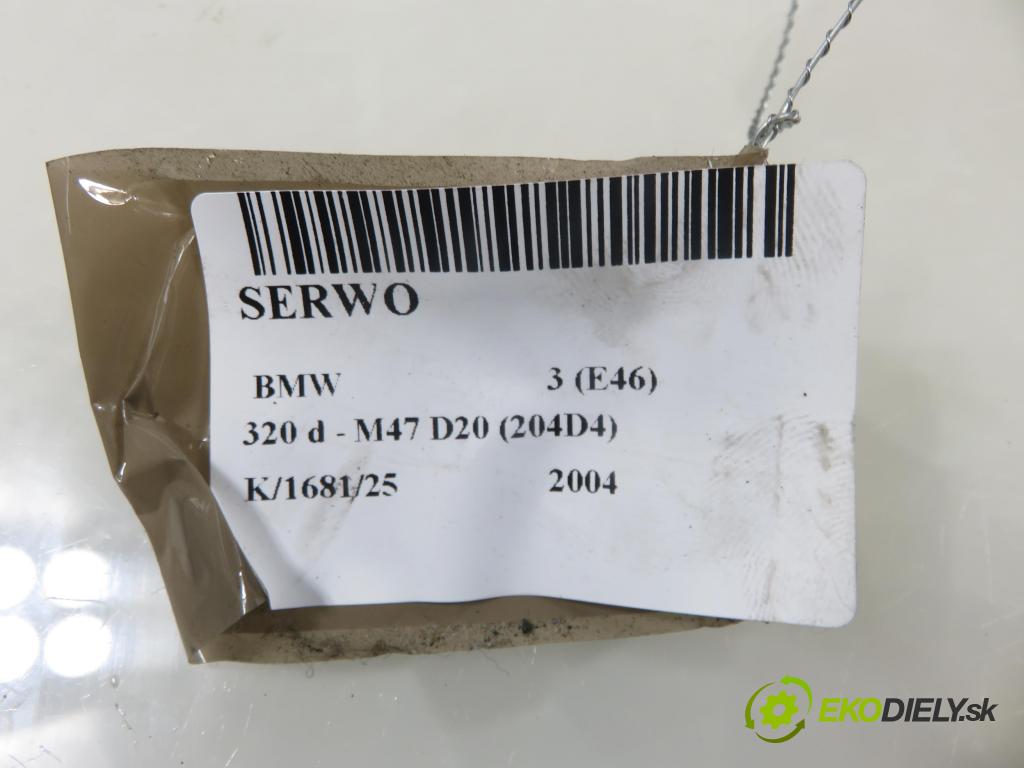 SERWO
BMW 3 (E46)
320 d - M47 D20 (204D4)
K/1681/25 2004
EKODIELY.sk